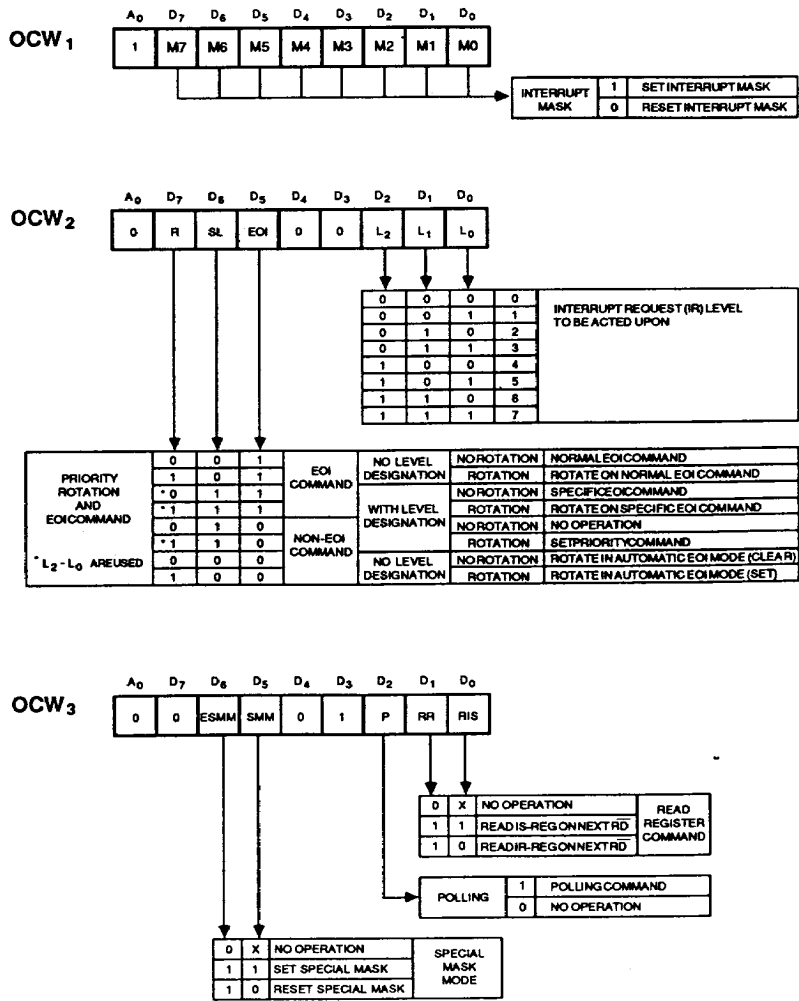 A0 D7 D6 D5 D4 D3 D2 D1 D0
OCW1 1 M7 M6 M5 M4 M3 M2 M1 M0
INTERRUPT MASK
1 SET INTERRUPT MASK
0 RESET INTERRUPT MASK
A0 D7 D6 D5 D4 D3 D2 D1 D0
OCW2 0 R SL EOI 0 0 L2 L1 L0
0 0 0 0
0 0 1 1
0 1 0 2
0 1 1 3
1 0 0 4
1 0 1 5
1 1 0 6
1 1 1 7
INTERRUPT REQUEST (IR) LEVEL
TO BE ACTED UPON
PRIORITY
ROTATION
AND
EOI COMMAND
*L2 - L0 ARE USED
0 0 1
1 0 1
*0 1 1
*1 1 1
0 1 0
*1 1 0
0 0 0
1 0 0
EOI
COMMAND
NON-EOI
COMMAND
NO LEVEL
DESIGNATION
WITH LEVEL
DESIGNATION
NO LEVEL
DESIGNATION
NO ROTATION NORMAL EOI COMMAND
ROTATION ROTATE ON NORMAL EOI COMMAND
NO ROTATION SPECIFIC EOI COMMAND
ROTATION ROTATE ON SPECIFIC EOI COMMAND
NO ROTATION NO OPERATION
ROTATION SET PRIORITY COMMAND
NO ROTATION ROTATE IN AUTOMATIC EOI MODE (CLEAR)
ROTATION ROTATE IN AUTOMATIC EOI MODE (SET)
A0 D7 D6 D5 D4 D3 D2 D1 D0
OCW3 0 0 ESMM SMM 0 1 P RR RIS
0 X NO OPERATION
1 1 READ IS-REG ON NEXT R̅D̅
1 0 READ IR-REG ON NEXT R̅D̅
READ
REGISTER
COMMAND
POLLING
1 POLLING COMMAND
0 NO OPERATION
0 X NO OPERATION
1 1 SET SPECIAL MASK
1 0 RESET SPECIAL MASK
SPECIAL
MASK
MODE